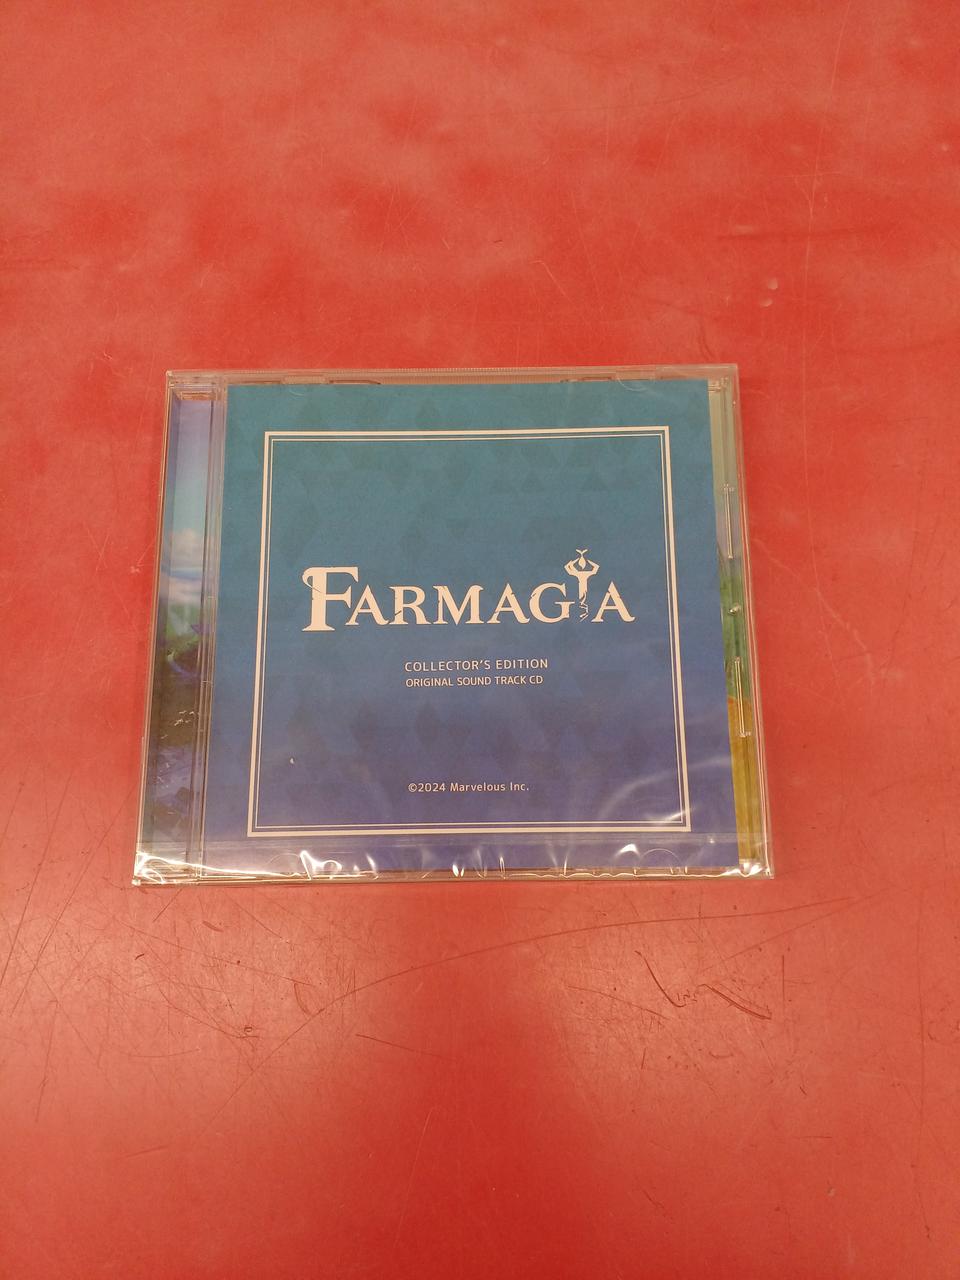 FARMAGIA
COLLECTOR'S EDITION
ORIGINAL SOUND TRACK CD
©2024 Marvelous Inc.